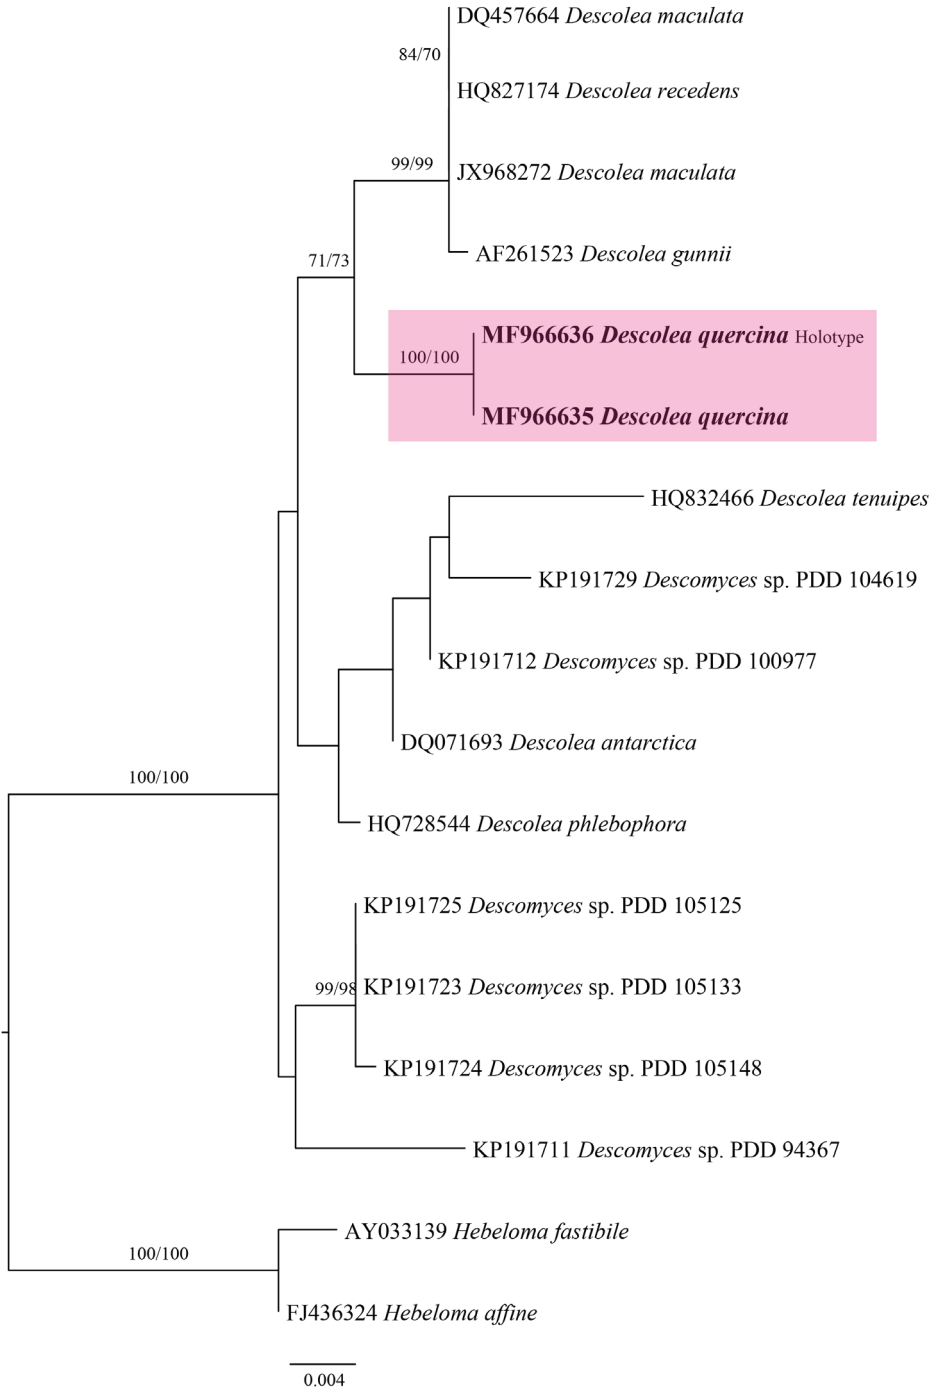 DQ457664 Descolea maculata
84/70
HQ827174 Descolea recedens
99/99
JX968272 Descolea maculata
AF261523 Descolea gunnii
71/73
MF966636 Descolea quercina Holotype
100/100
MF966635 Descolea quercina
HQ832466 Descolea tenuipes
KP191729 Descomyces sp. PDD 104619
KP191712 Descomyces sp. PDD 100977
DQ071693 Descolea antarctica
100/100
HQ728544 Descolea phlebophora
KP191725 Descomyces sp. PDD 105125
99/98
KP191723 Descomyces sp. PDD 105133
KP191724 Descomyces sp. PDD 105148
KP191711 Descomyces sp. PDD 94367
AY033139 Hebeloma fastibile
100/100
FJ436324 Hebeloma affine
0.004